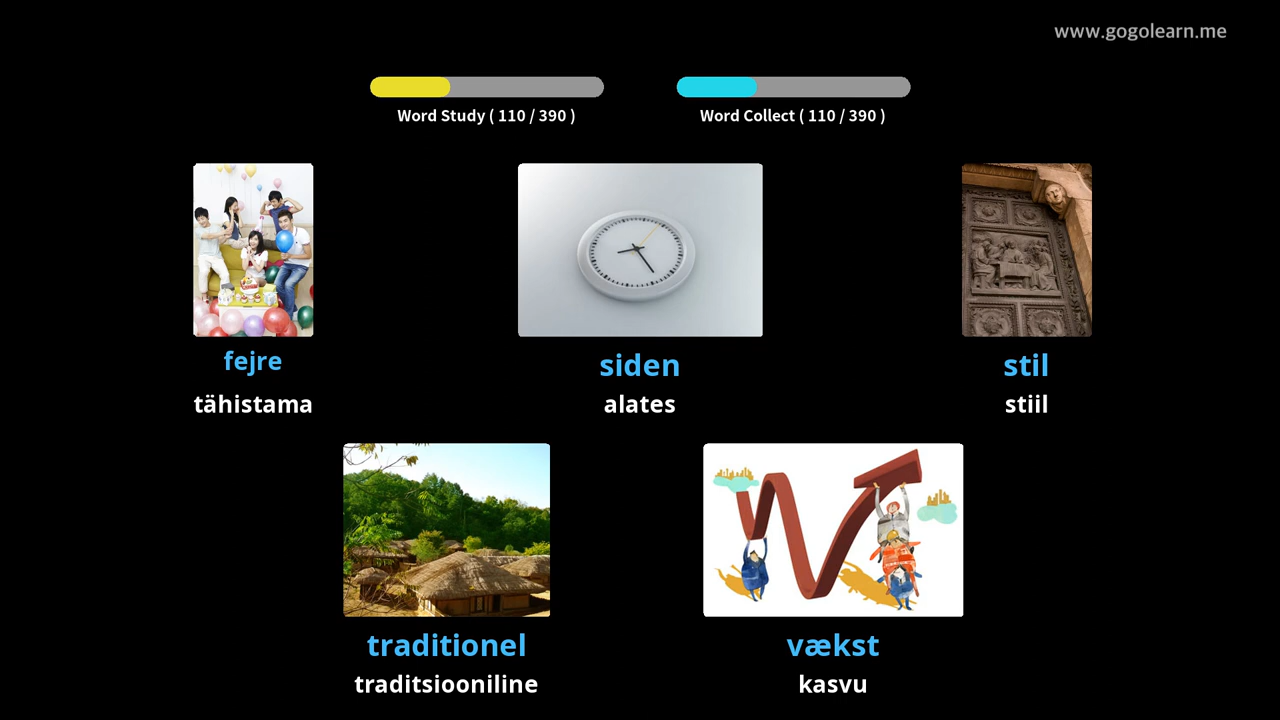 www.gogolearn.me
Word Study ( 110 / 390 )
Word Collect ( 110 / 390 )
fejre
siden
stil
tähistama
alates
stiil
traditionel
vækst
traditsiooniline
kasvu